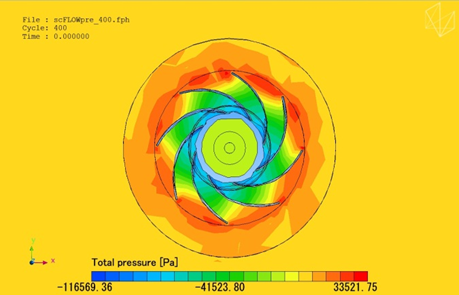 File : scFLOWpre_400.fph
Cycle: 400
Time : 0.000000
Y
X
Total pressure [Pa]
-116569.36 -41523.80 33521.75